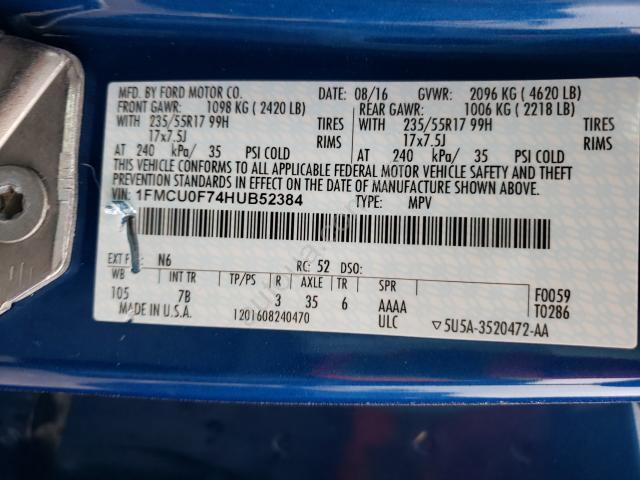 MFD. BY FORD MOTOR CO. DATE: 08/16 GVWR: 2096 KG ( 4620 LB)
FRONT GAWR: 1098 KG ( 2420 LB) REAR GAWR: 1006 KG ( 2218 LB)
WITH 235/55R17 99H TIRES WITH 235/55R17 99H TIRES
17x7.5J RIMS 17x7.5J RIMS
AT 240 kPa/ 35 PSI COLD AT 240 kPa/ 35 PSI COLD
THIS VEHICLE CONFORMS TO ALL APPLICABLE FEDERAL MOTOR VEHICLE SAFETY AND THEFT
PREVENTION STANDARDS IN EFFECT ON THE DATE OF MANUFACTURE SHOWN ABOVE.
VIN: 1FMCU0F74HUB52384 TYPE: MPV
EXT P N6 RC: 52 DSO:
WB INT TR TP/PS R AXLE TR SPR
105 7B 3 35 6 AAAA F0059
ULC T0286
MADE IN U.S.A. 1201608240470 ▽5U5A-3520472-AA